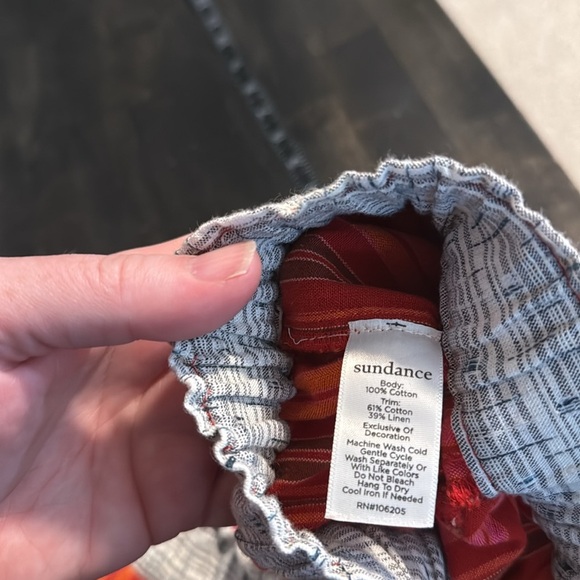 sundance
Body:
100% Cotton
Trim:
61% Cotton
39% Linen
Exclusive Of
Decoration
Machine Wash Cold
Gentle Cycle
Wash Separately Or
With Like Colors
Do Not Bleach
Hang To Dry
Cool Iron If Needed
RN#106205